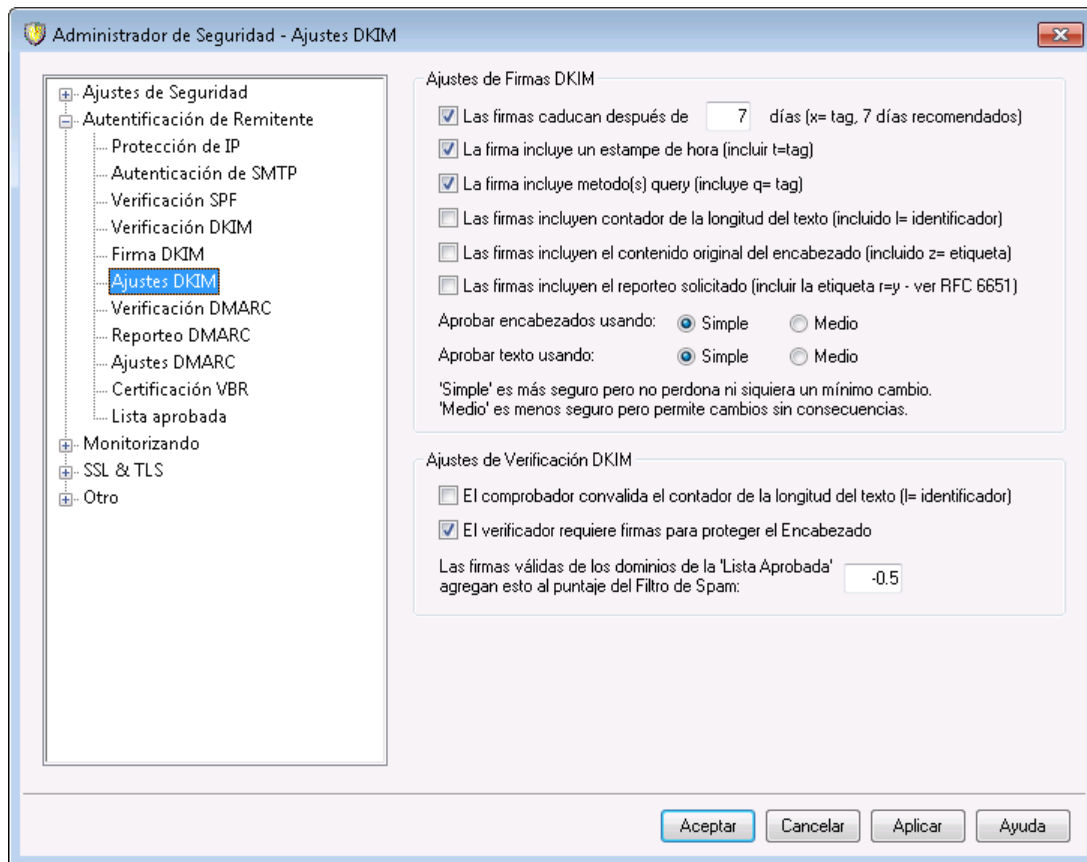 Administrador de Seguridad - Ajustes DKIM
Ajustes de Seguridad
Autentificación de Remitente
Protección de IP
Autenticación de SMTP
Verificación SPF
Verificación DKIM
Firma DKIM
Ajustes DKIM
Verificación DMARC
Reporteo DMARC
Ajustes DMARC
Certificación VBR
Lista aprobada
Monitorizando
SSL & TLS
Otro
Ajustes de Firmas DKIM
Las firmas caducan después de 7 días (x= tag, 7 días recomendados)
La firma incluye un estampe de hora (incluir t=tag)
La firma incluye metodo(s) query (incluye q= tag)
Las firmas incluyen contador de la longitud del texto (incluido l= identificador)
Las firmas incluyen el contenido original del encabezado (incluido z= etiqueta)
Las firmas incluyen el reporteo solicitado (incluir la etiqueta r=y - ver RFC 6651)
Aprobar encabezados usando: Simple Medio
Aprobar texto usando: Simple Medio
'Simple' es más seguro pero no perdona ni siquiera un mínimo cambio.
'Medio' es menos seguro pero permite cambios sin consecuencias.
Ajustes de Verificación DKIM
El comprobador convalida el contador de la longitud del texto (l= identificador)
El verificador requiere firmas para proteger el Encabezado
Las firmas válidas de los dominios de la 'Lista Aprobada'
agregan esto al puntaje del Filtro de Spam: -0.5
Aceptar Cancelar Aplicar Ayuda